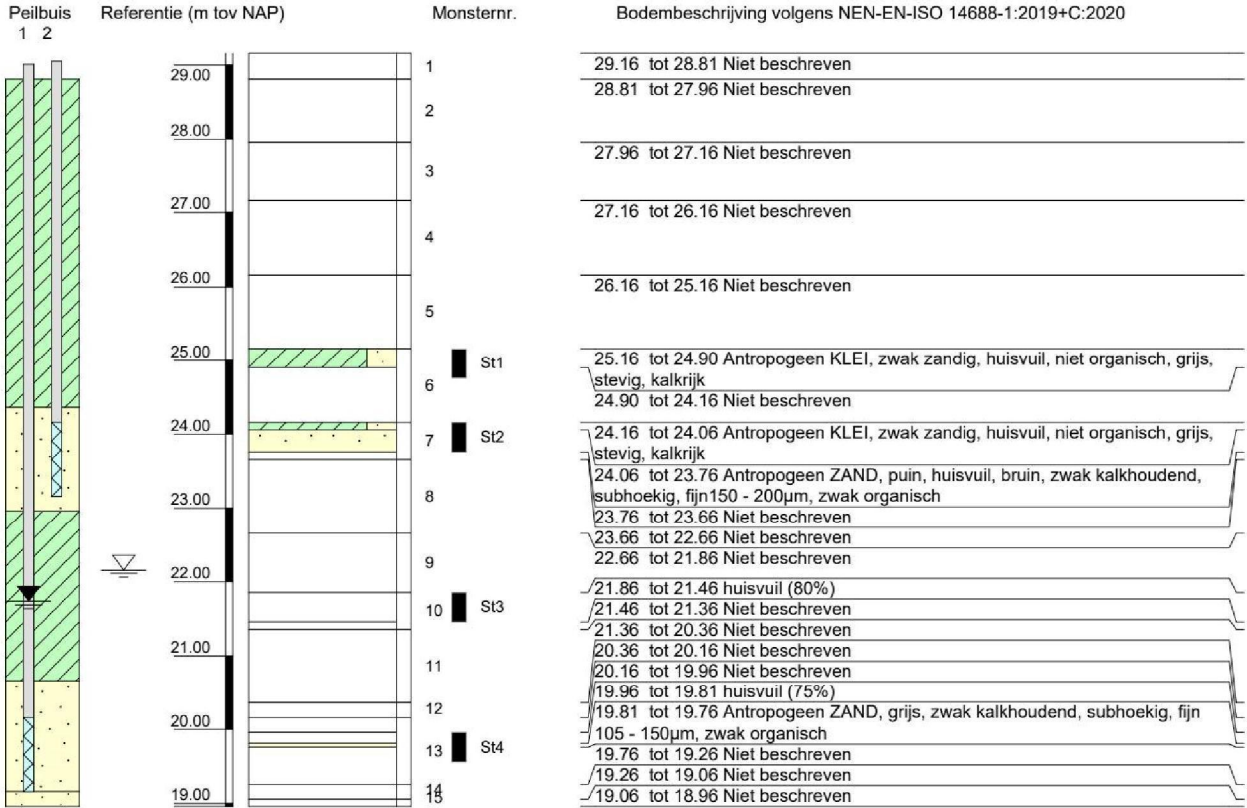 Peilbuis Referentie (m tov NAP) Monsternr. Bodembeschrijving volgens NEN-EN-ISO 14688-1:2019+C:2020
1 2
1 29.16 tot 28.81 Niet beschreven
29.00
28.81 tot 27.96 Niet beschreven
2
28.00
27.96 tot 27.16 Niet beschreven
3
27.00
27.16 tot 26.16 Niet beschreven
4
26.00
26.16 tot 25.16 Niet beschreven
5
25.00
St1
25.16 tot 24.90 Antropogeen KLEI, zwak zandig, huisvuil, niet organisch, grijs,
stevig, kalkrijk
6
24.90 tot 24.16 Niet beschreven
24.00
7 St2
24.16 tot 24.06 Antropogeen KLEI, zwak zandig, huisvuil, niet organisch, grijs,
stevig, kalkrijk
24.06 tot 23.76 Antropogeen ZAND, puin, huisvuil, bruin, zwak kalkhoudend,
subhoekig, fijn150 - 200µm, zwak organisch
8
23.00
23.76 tot 23.66 Niet beschreven
23.66 tot 22.66 Niet beschreven
22.66 tot 21.86 Niet beschreven
9
22.00
21.86 tot 21.46 huisvuil (80%)
10 St3
21.46 tot 21.36 Niet beschreven
21.36 tot 20.36 Niet beschreven
21.00
20.36 tot 20.16 Niet beschreven
11
20.16 tot 19.96 Niet beschreven
19.96 tot 19.81 huisvuil (75%)
12
20.00
19.81 tot 19.76 Antropogeen ZAND, grijs, zwak kalkhoudend, subhoekig, fijn
105 - 150µm, zwak organisch
13 St4
19.76 tot 19.26 Niet beschreven
19.26 tot 19.06 Niet beschreven
14
19.00
15
19.06 tot 18.96 Niet beschreven